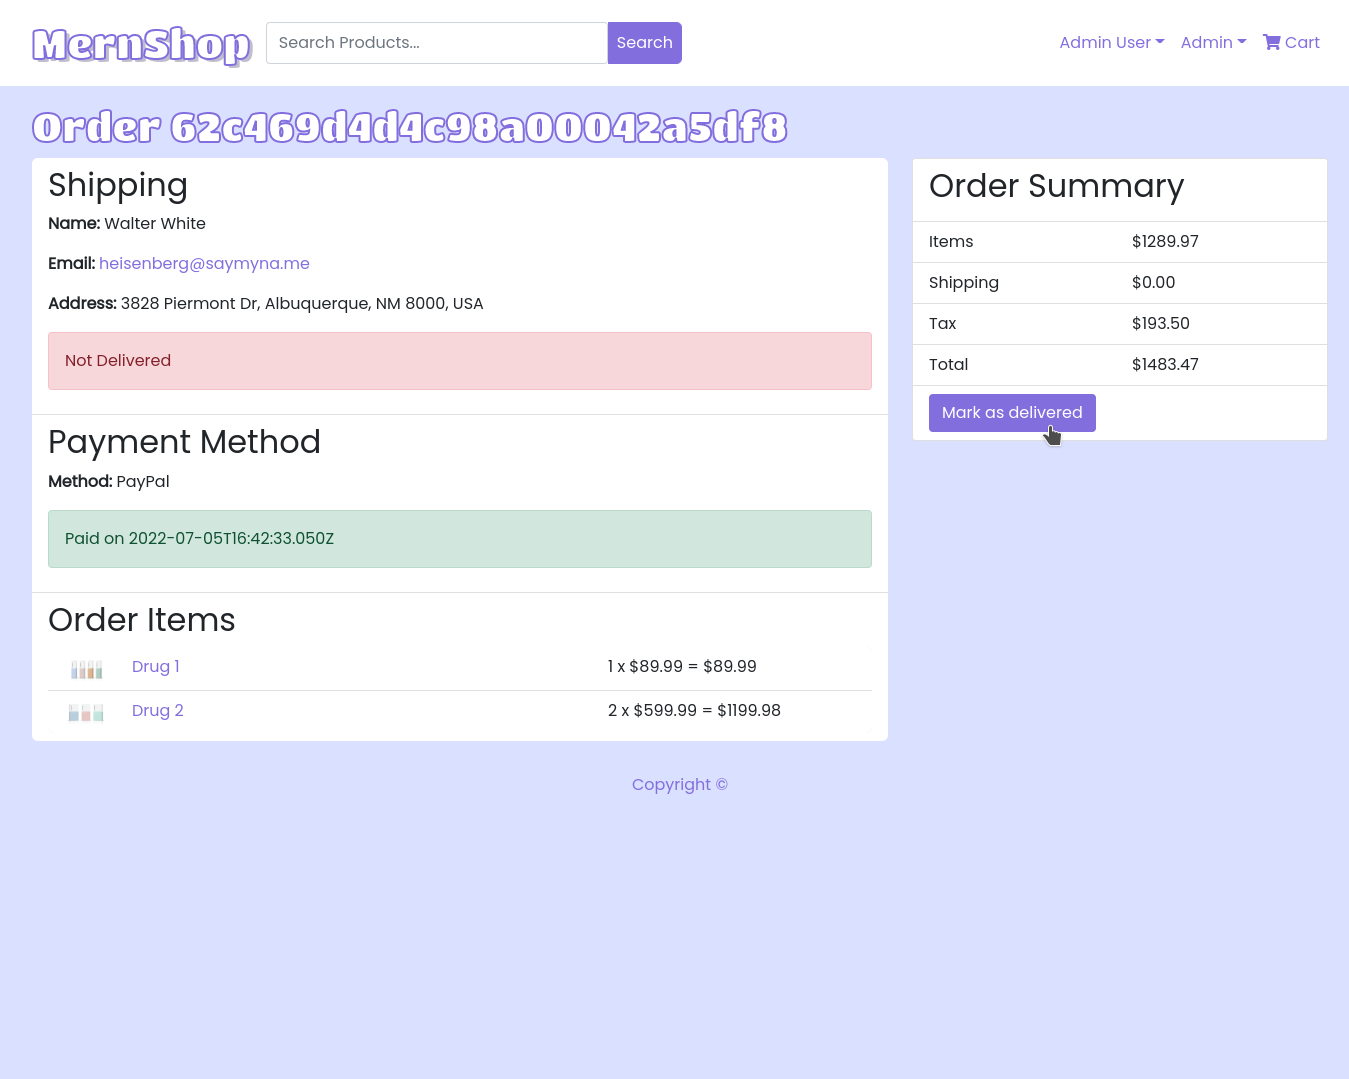 MernShop
Search Products...
Search
Admin User
Admin
Cart
Order 62c469d4d4c98a00042a5df8
Shipping
Name: Walter White
Email: heisenberg@saymyna.me
Address: 3828 Piermont Dr, Albuquerque, NM 8000, USA
Not Delivered
Payment Method
Method: PayPal
Paid on 2022-07-05T16:42:33.050Z
Order Items
Drug 1 1 x $89.99 = $89.99
Drug 2 2 x $599.99 = $1199.98
Order Summary
Items $1289.97
Shipping $0.00
Tax $193.50
Total $1483.47
Mark as delivered
Copyright ©